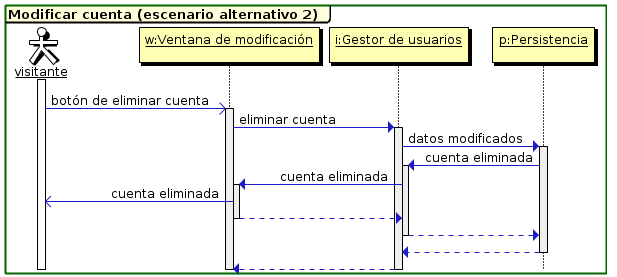 Modificar cuenta (escenario alternativo 2)
visitante
w:Ventana de modificación
i:Gestor de usuarios
p:Persistencia
botón de eliminar cuenta
eliminar cuenta
datos modificados
cuenta eliminada
cuenta eliminada
cuenta eliminada